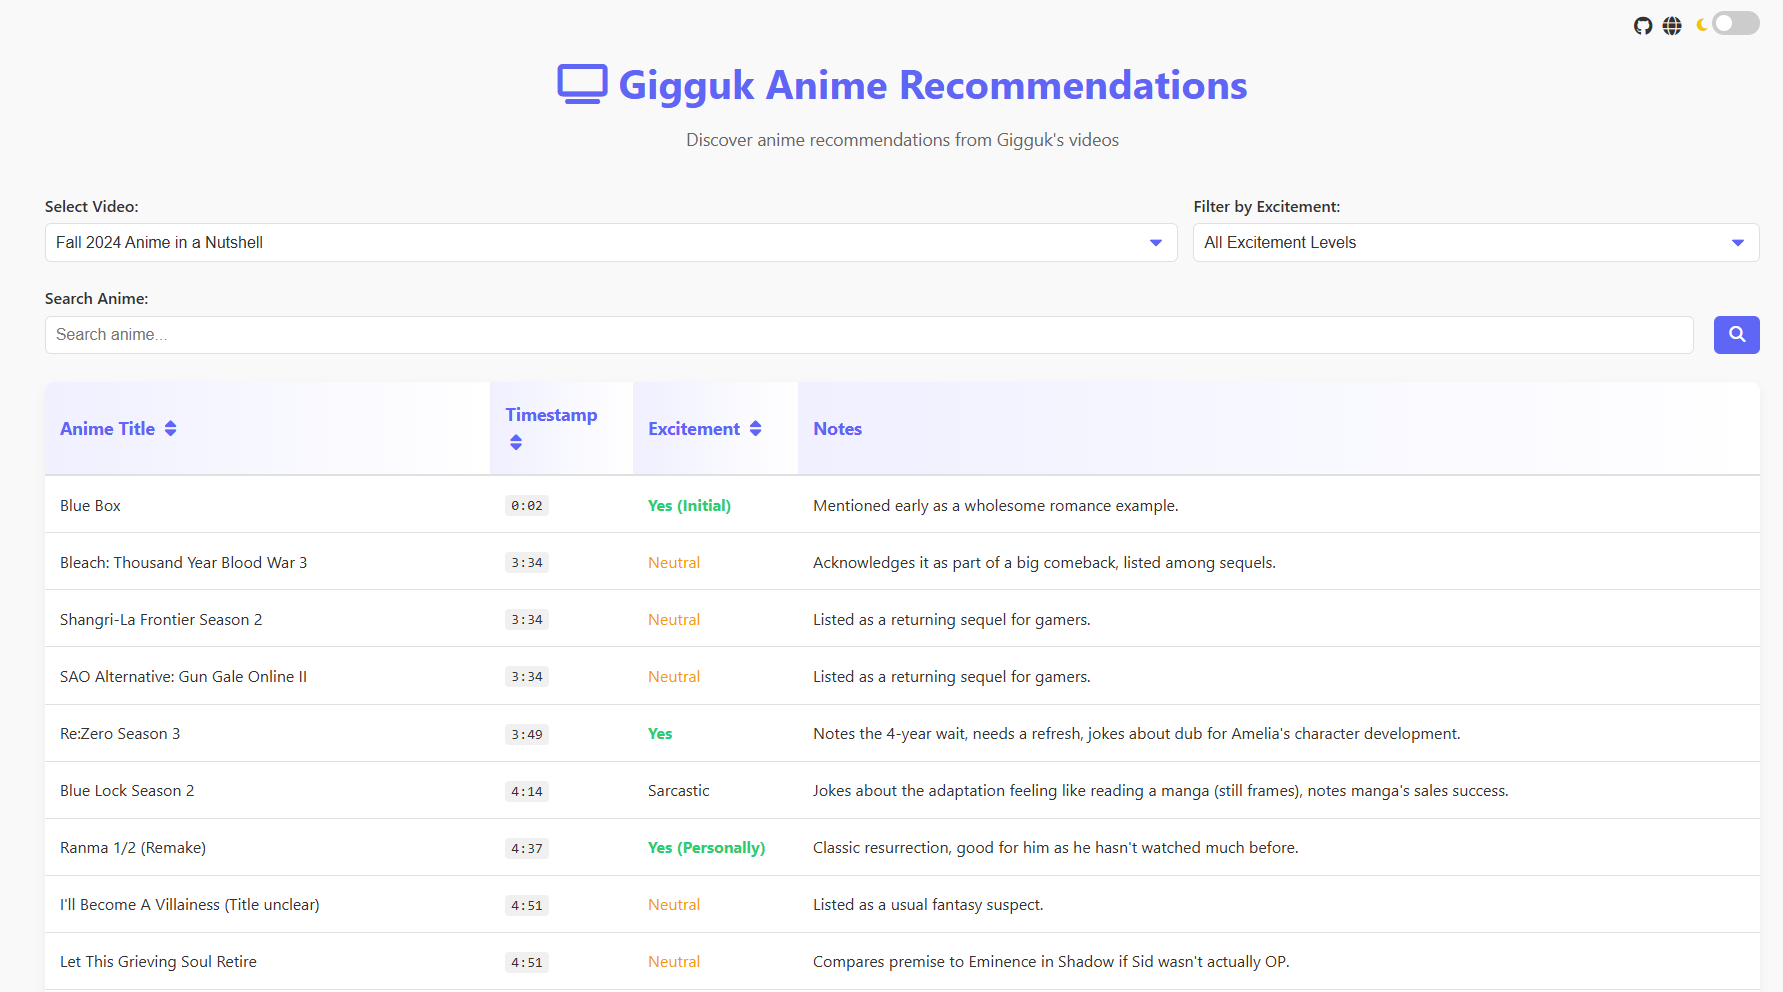 Gigguk Anime Recommendations
Discover anime recommendations from Gigguk's videos
Select Video:
Filter by Excitement:
Fall 2024 Anime in a Nutshell
All Excitement Levels
Search Anime:
Search anime...
Anime Title
Timestamp
Excitement
Notes
Blue Box 0:02 Yes (Initial) Mentioned early as a wholesome romance example.
Bleach: Thousand Year Blood War 3 3:34 Neutral Acknowledges it as part of a big comeback, listed among sequels.
Shangri-La Frontier Season 2 3:34 Neutral Listed as a returning sequel for gamers.
SAO Alternative: Gun Gale Online II 3:34 Neutral Listed as a returning sequel for gamers.
Re:Zero Season 3 3:49 Yes Notes the 4-year wait, needs a refresh, jokes about dub for Amelia's character development.
Blue Lock Season 2 4:14 Sarcastic Jokes about the adaptation feeling like reading a manga (still frames), notes manga's sales success.
Ranma 1/2 (Remake) 4:37 Yes (Personally) Classic resurrection, good for him as he hasn't watched much before.
I'll Become A Villainess (Title unclear) 4:51 Neutral Listed as a usual fantasy suspect.
Let This Grieving Soul Retire 4:51 Neutral Compares premise to Eminence in Shadow if Sid wasn't actually OP.